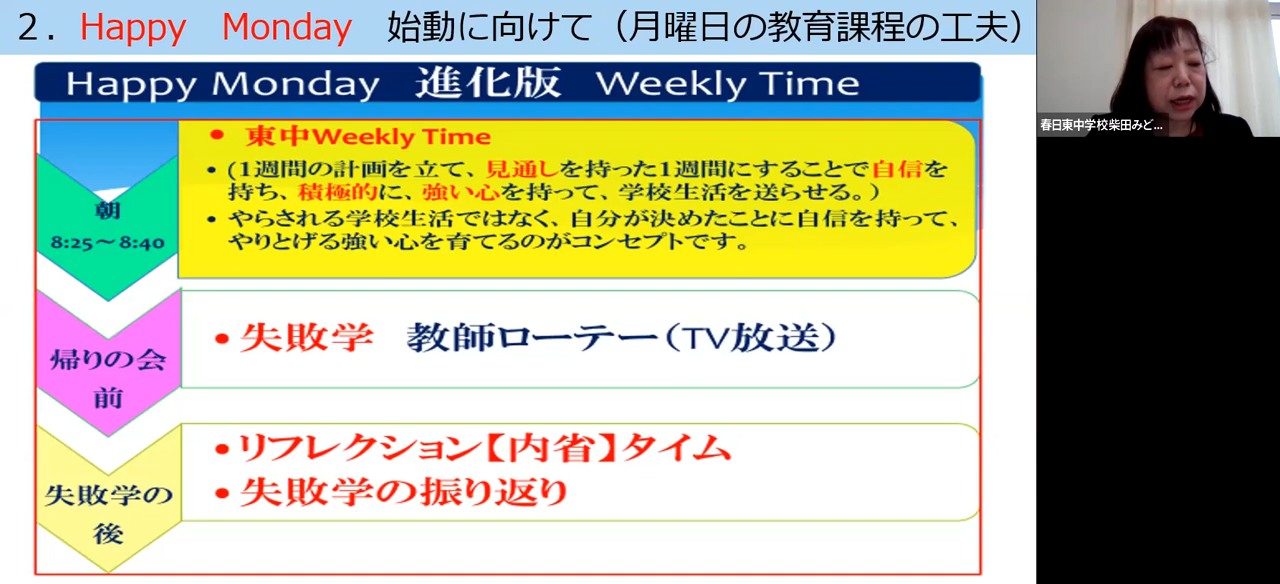 ２．Happy　Monday　始動に向けて（月曜日の教育課程の工夫）
Happy Monday　進化版　Weekly Time
朝
8:25～8:40
• 東中Weekly Time
• （1週間の計画を立て、見通しを持った1週間にすることで自信を
持ち、積極的に、強い心を持って、学校生活を送らせる。）
• やらされる学校生活ではなく、自分が決めたことに自信を持って、
やりとげる強い心を育てるのがコンセプトです。
帰りの会
前
• 失敗学　教師ローテー（TV放送）
失敗学の
後
• リフレクション【内省】タイム
• 失敗学の振り返り
春日東中学校柴田みど...